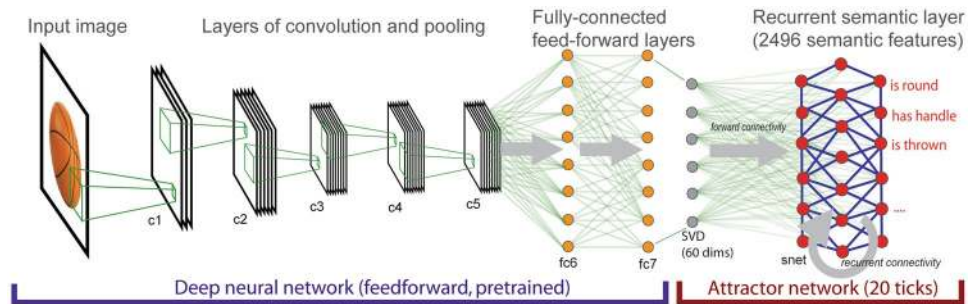 Input image
Layers of convolution and pooling
Fully-connected
feed-forward layers
Recurrent semantic layer
(2496 semantic features)
is round
has handle
is thrown
....
forward connectivity
c1
c2
c3
c4
c5
fc6
fc7
SVD
(60 dims)
snet
recurrent connectivity
Deep neural network (feedforward, pretrained)
Attractor network (20 ticks)